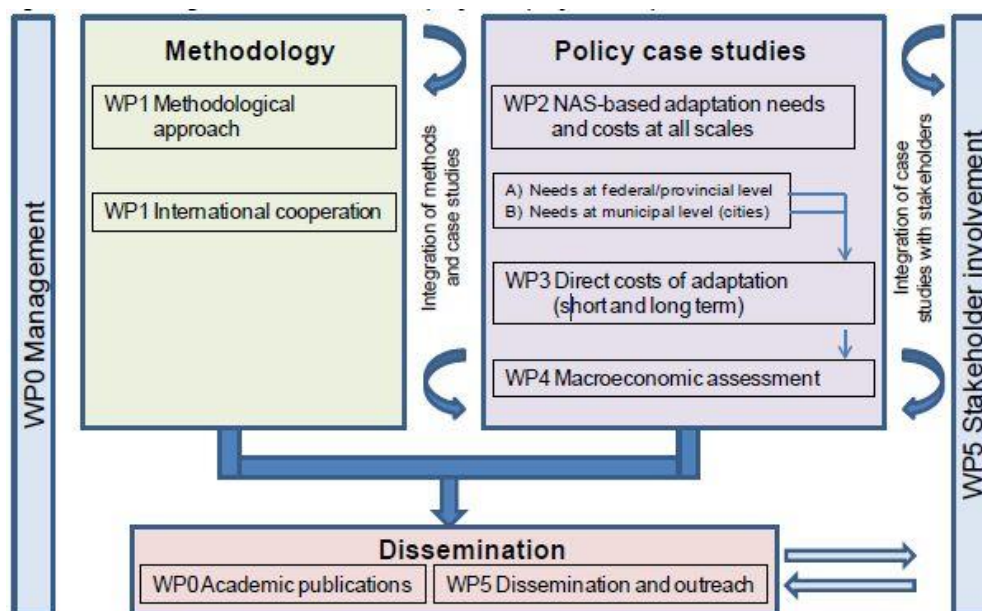 Methodology
WP1 Methodological
approach
WP1 International cooperation
WP0 Management
Integration of methods
and case studies
Policy case studies
WP2 NAS-based adaptation needs
and costs at all scales
A) Needs at federal/provincial level
B) Needs at municipal level (cities)
WP3 Direct costs of adaptation
(short and long term)
WP4 Macroeconomic assessment
Integration of case
studies with stakeholders
WP5 Stakeholder involvement
Dissemination
WP0 Academic publications
WP5 Dissemination and outreach